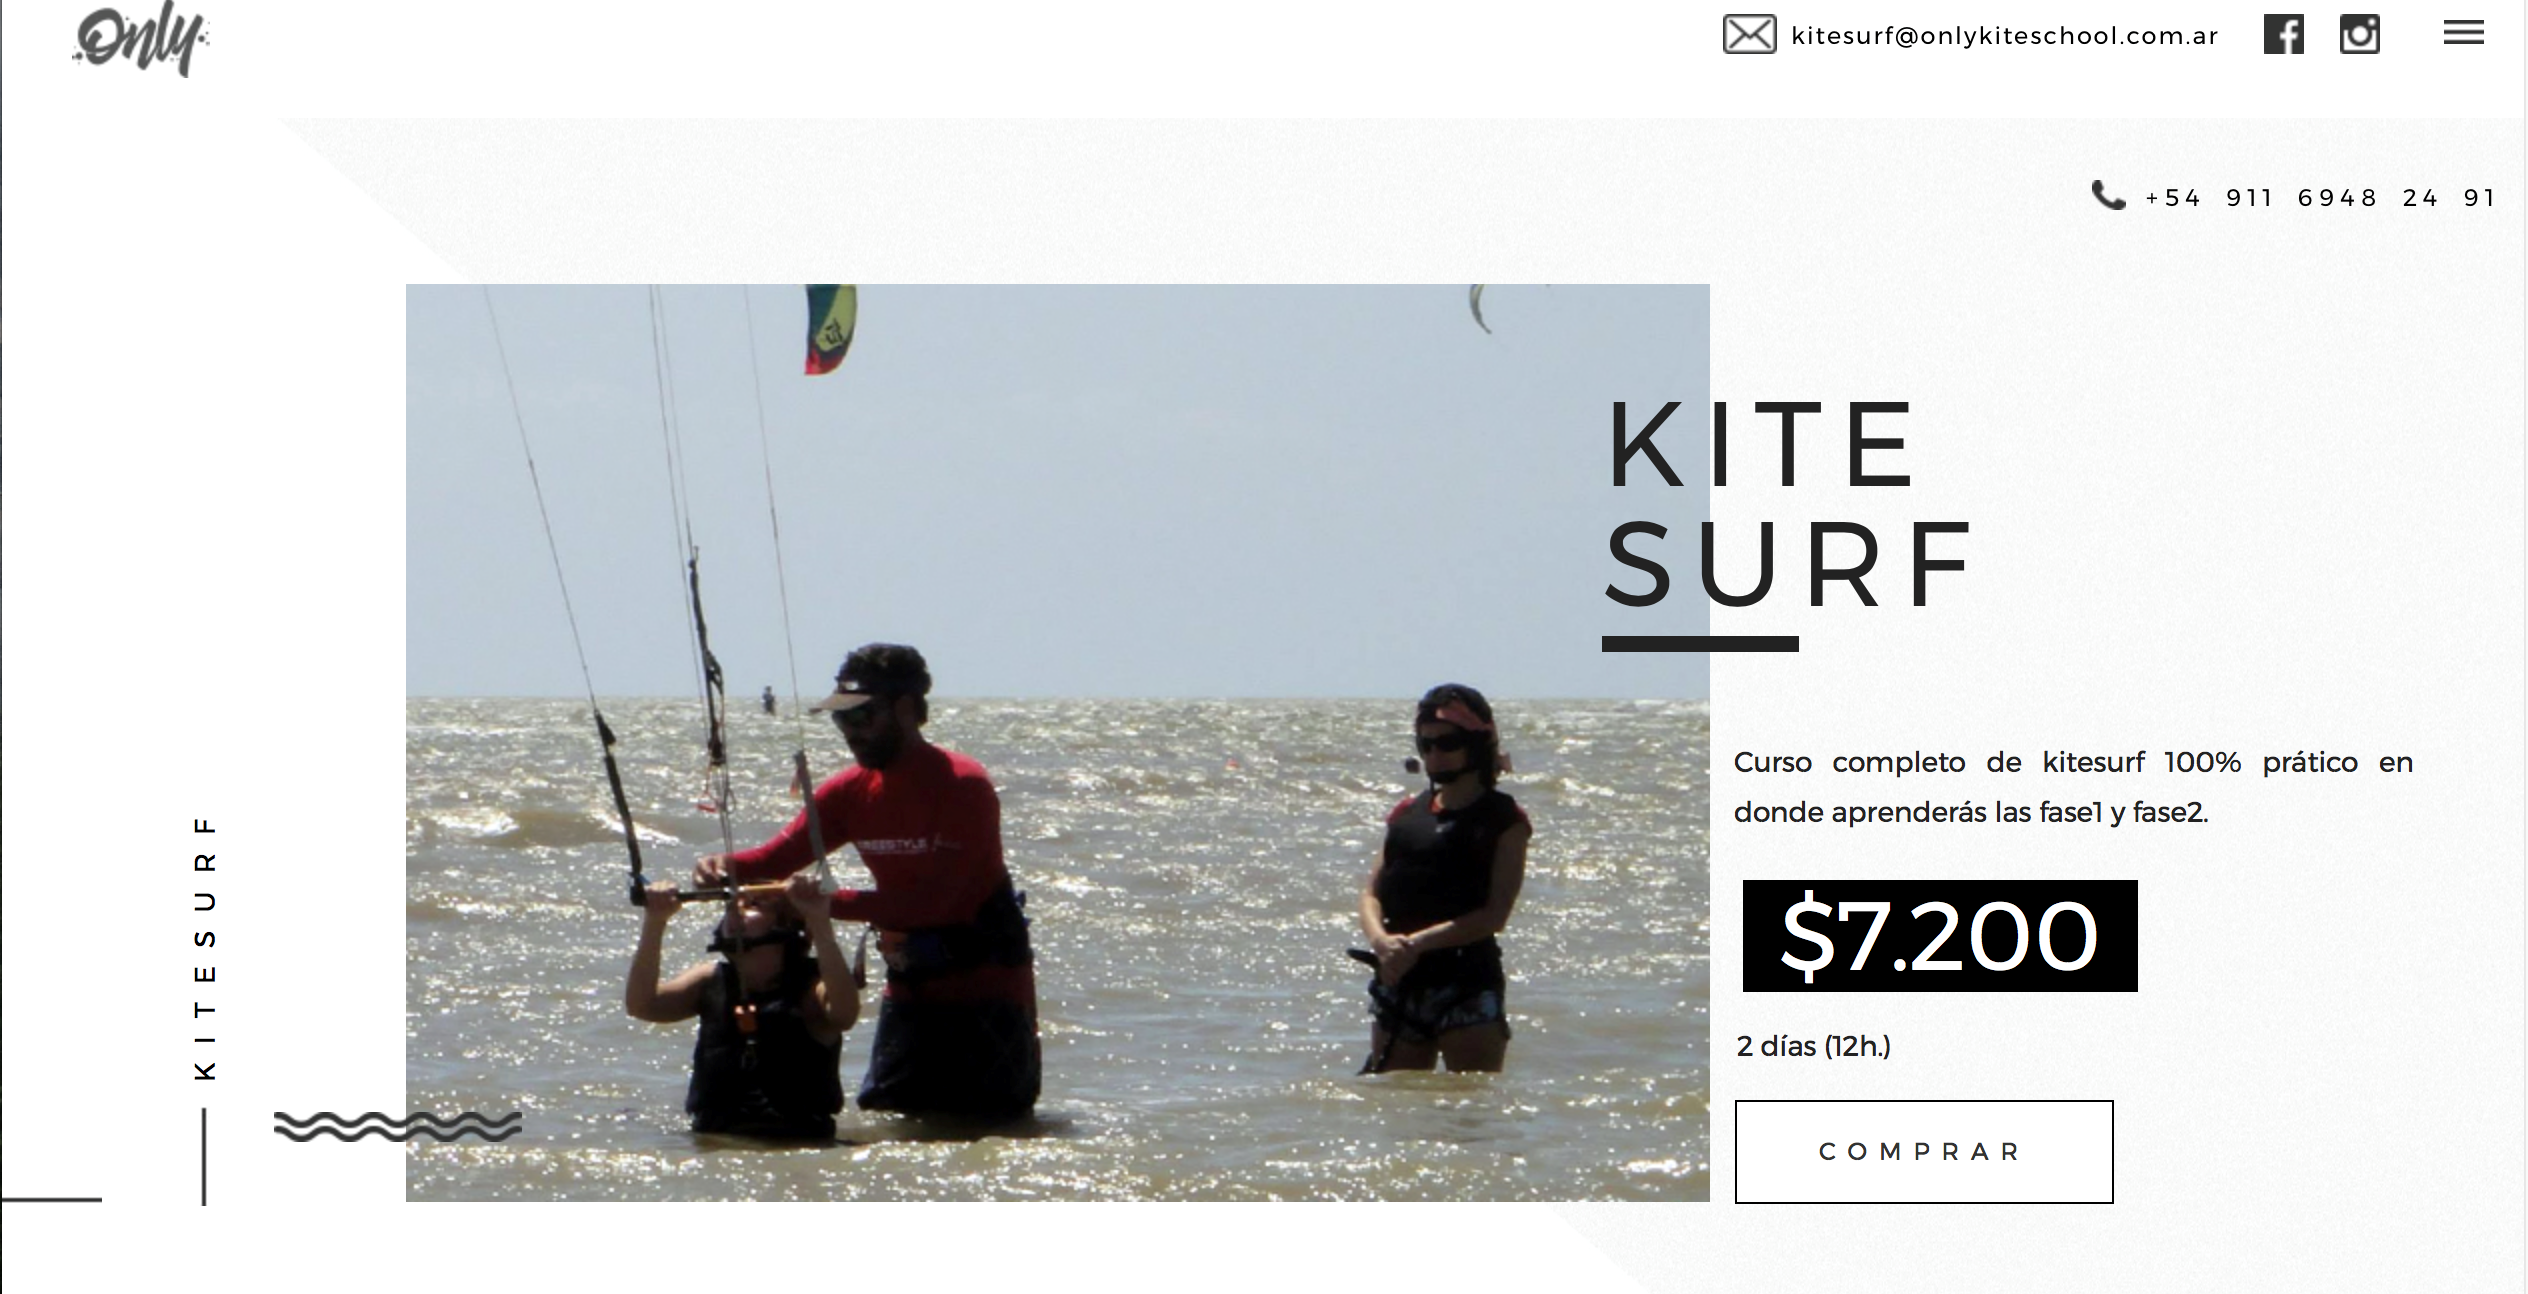 Only
kitesurf@onlykiteschool.com.ar
+54 911 6948 24 91
KITE
SURF
Curso completo de kitesurf 100% prático en
donde aprenderás las fase1 y fase2.
$7.200
2 días (12h.)
COMPRAR
KITESURF